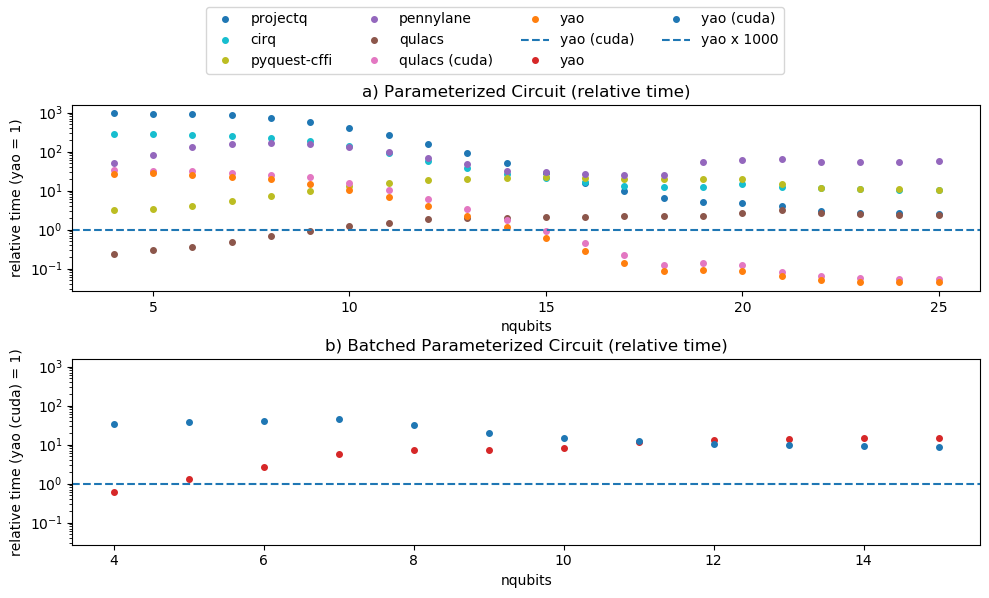 projectq pennylane yao yao (cuda)
cirq qulacs yao (cuda) yao x 1000
pyquest-cffi qulacs (cuda) yao
a) Parameterized Circuit (relative time)
relative time (yao = 1)
10³
10²
10¹
10⁰
10⁻¹
5 10 15 20 25
nqubits
b) Batched Parameterized Circuit (relative time)
relative time (yao (cuda) = 1)
10³
10²
10¹
10⁰
10⁻¹
4 6 8 10 12 14
nqubits